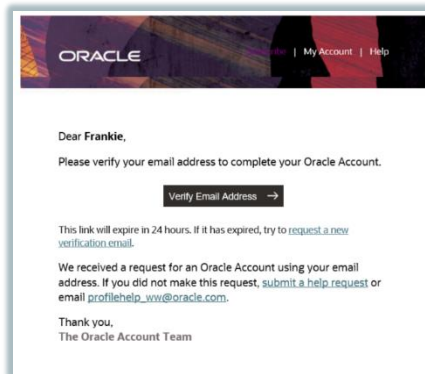 ORACLE
| My Account | Help
Dear Frankie,
Please verify your email address to complete your Oracle Account.
Verify Email Address →
This link will expire in 24 hours. If it has expired, try to request a new
verification email.
We received a request for an Oracle Account using your email
address. If you did not make this request, submit a help request or
email profilehelp_ww@oracle.com.
Thank you,
The Oracle Account Team